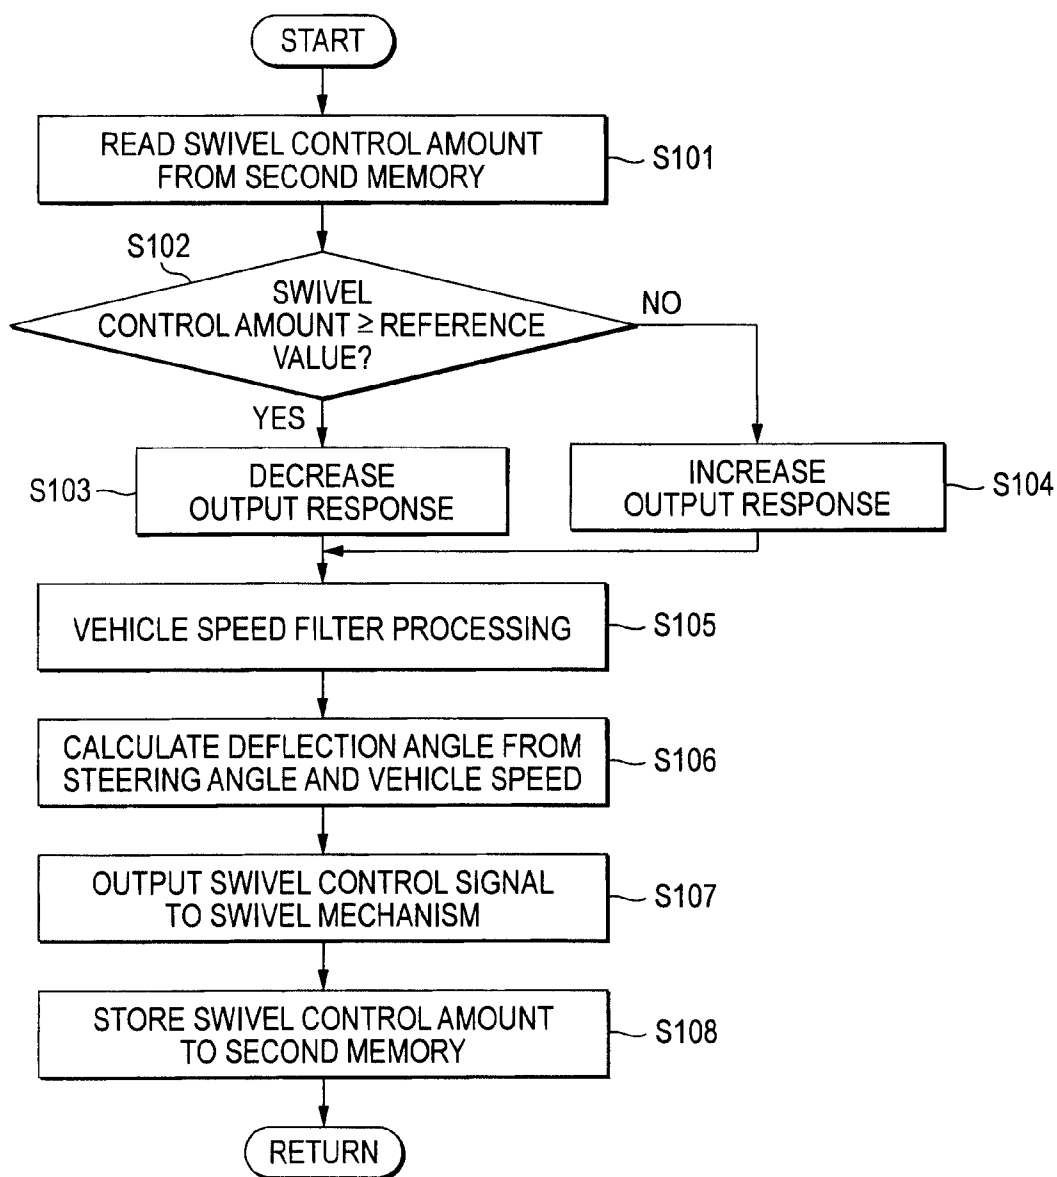 START
READ SWIVEL CONTROL AMOUNT
FROM SECOND MEMORY
S101
S102
SWIVEL
CONTROL AMOUNT ≧ REFERENCE
VALUE?
NO
YES
S103
DECREASE
OUTPUT RESPONSE
INCREASE
OUTPUT RESPONSE
S104
VEHICLE SPEED FILTER PROCESSING
S105
CALCULATE DEFLECTION ANGLE FROM
STEERING ANGLE AND VEHICLE SPEED
S106
OUTPUT SWIVEL CONTROL SIGNAL
TO SWIVEL MECHANISM
S107
STORE SWIVEL CONTROL AMOUNT
TO SECOND MEMORY
S108
RETURN